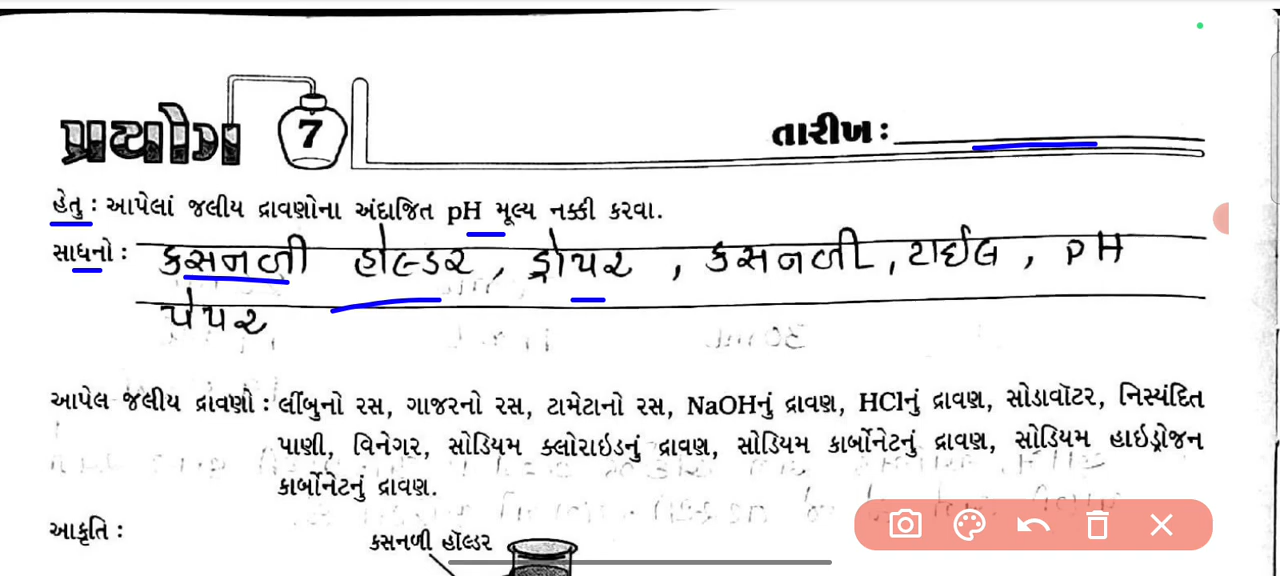 પ્રયોગ 7
તારીખ :
હેતુ : આપેલાં જલીય દ્રાવણોના અંદાજિત pH મૂલ્ય નક્કી કરવા.
સાધનો : કસનળી હોલ્ડર, ડ્રોપર, કસનળી, ટાઈલ, PH
પેપર
આપેલ જલીય દ્રાવણો : લીંબુનો રસ, ગાજરનો રસ, ટામેટાનો રસ, NaOHનું દ્રાવણ, HClનું દ્રાવણ, સોડાવૉટર, નિસ્યંદિત
પાણી, વિનેગર, સોડિયમ ક્લોરાઇડનું દ્રાવણ, સોડિયમ કાર્બોનેટનું દ્રાવણ, સોડિયમ હાઇડ્રોજન
કાર્બોનેટનું દ્રાવણ.
આકૃતિ :
કસનળી હૉલ્ડર